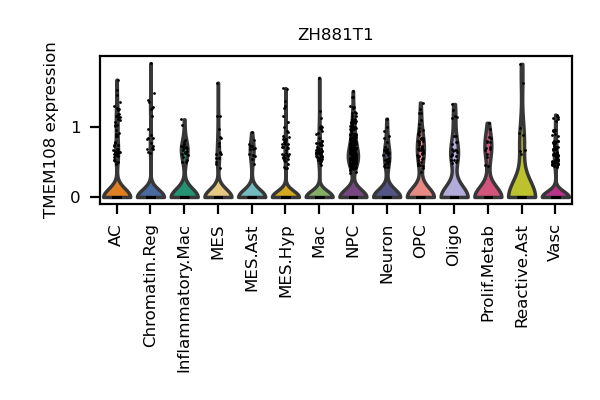 ZH881T1
TMEM108 expression
1
0
AC
Chromatin.Reg
Inflammatory.Mac
MES
MES.Ast
MES.Hyp
Mac
NPC
Neuron
OPC
Oligo
Prolif.Metab
Reactive.Ast
Vasc